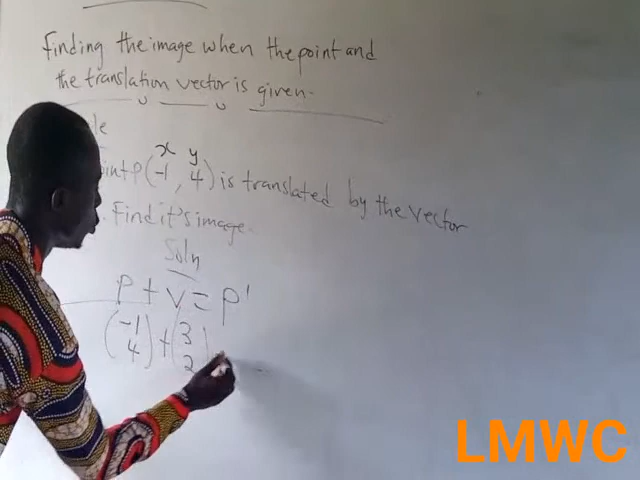 Finding the image when the point and
the translation vector is given.
x y
P(-1, 4) is translated by the vector
. Find it's image.
Soln
P + V = P'
(-1 4) + (3 2)
LMWC